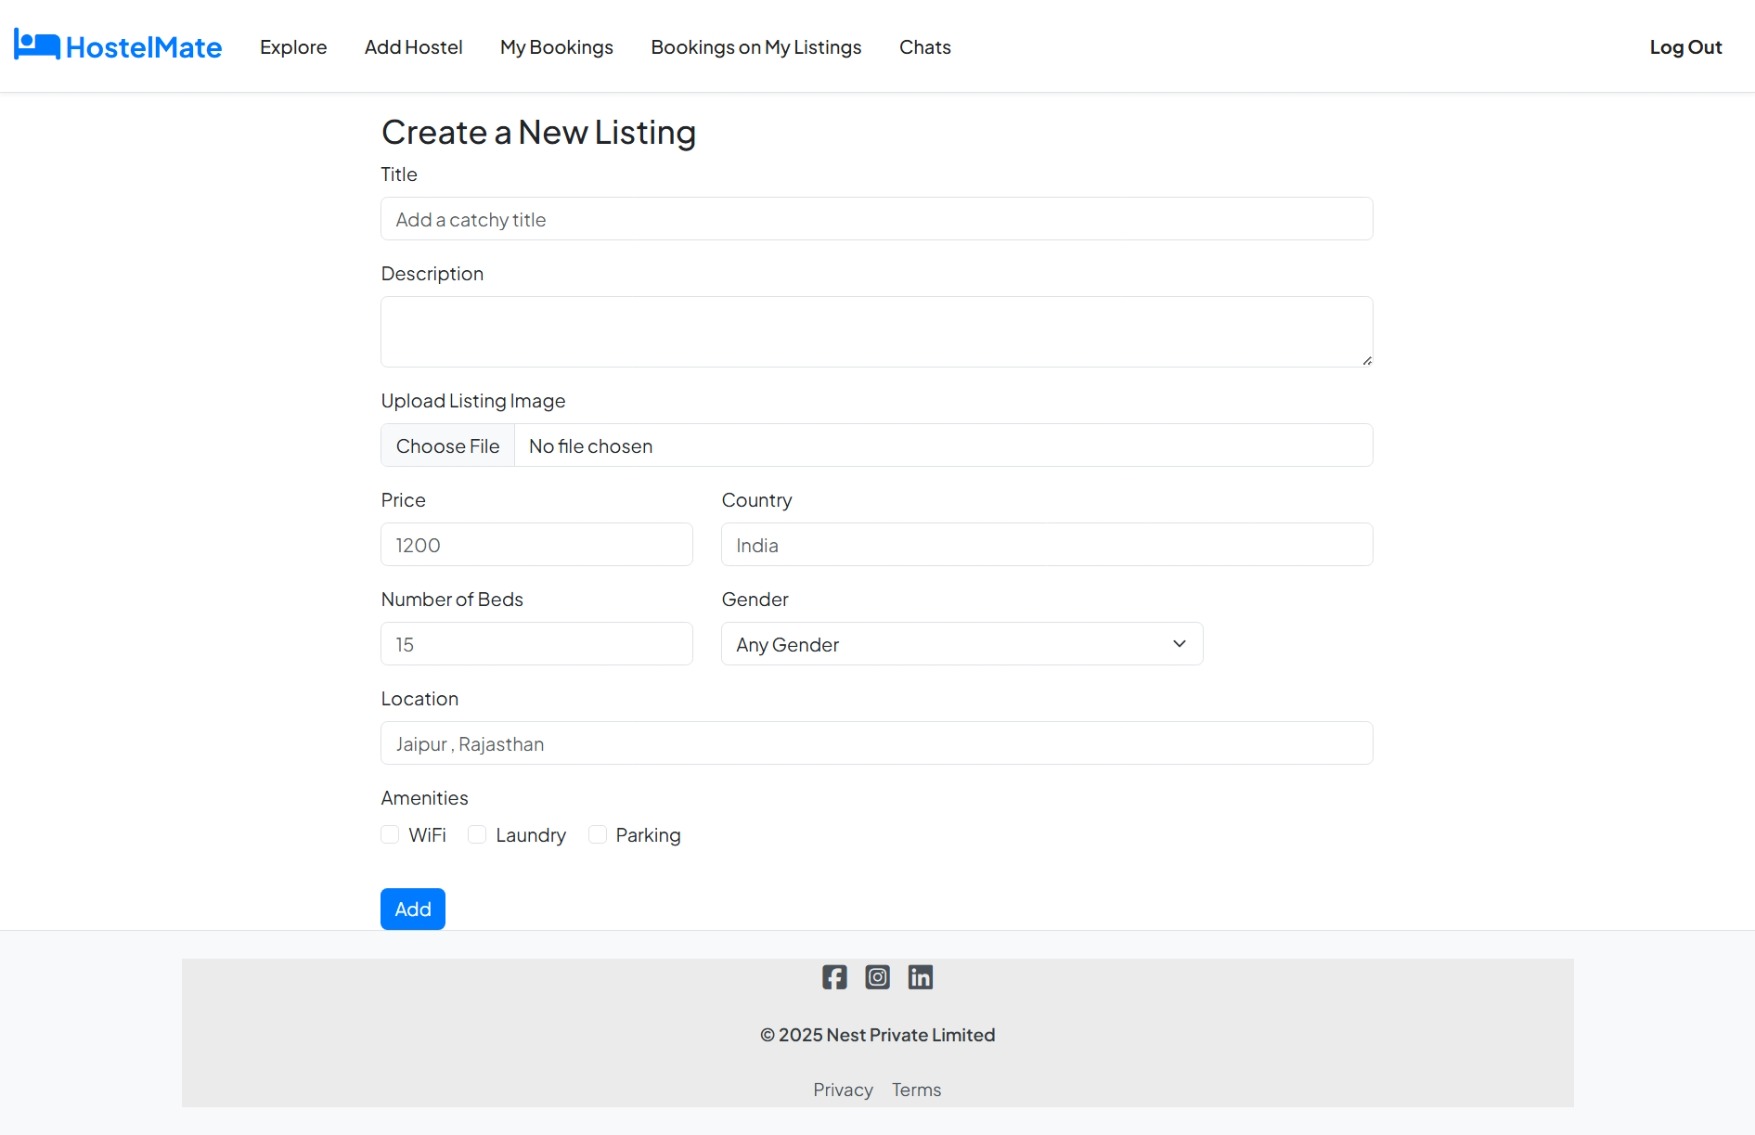 HostelMate Explore Add Hostel My Bookings Bookings on My Listings Chats Log Out
Create a New Listing
Title
Add a catchy title
Description
Upload Listing Image
Choose File No file chosen
Price Country
1200 India
Number of Beds Gender
15 Any Gender
Location
Jaipur , Rajasthan
Amenities
WiFi Laundry Parking
Add
© 2025 Nest Private Limited
Privacy Terms